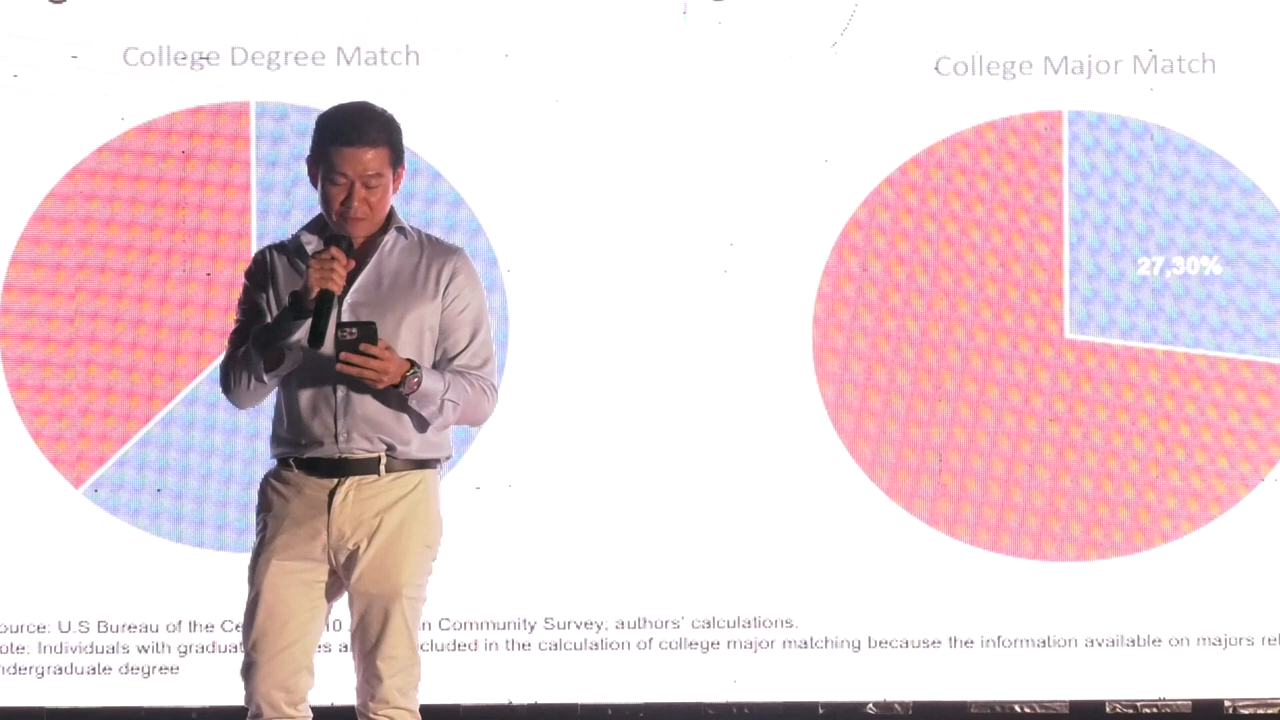 College Degree Match
College Major Match
27,30%
ource: U.S Bureau of the Ce 10 n Community Survey; authors' calculations.
ote: Individuals with graduat es a cluded in the calculation of college major matching because the information available on majors rel
ndergraduate degree